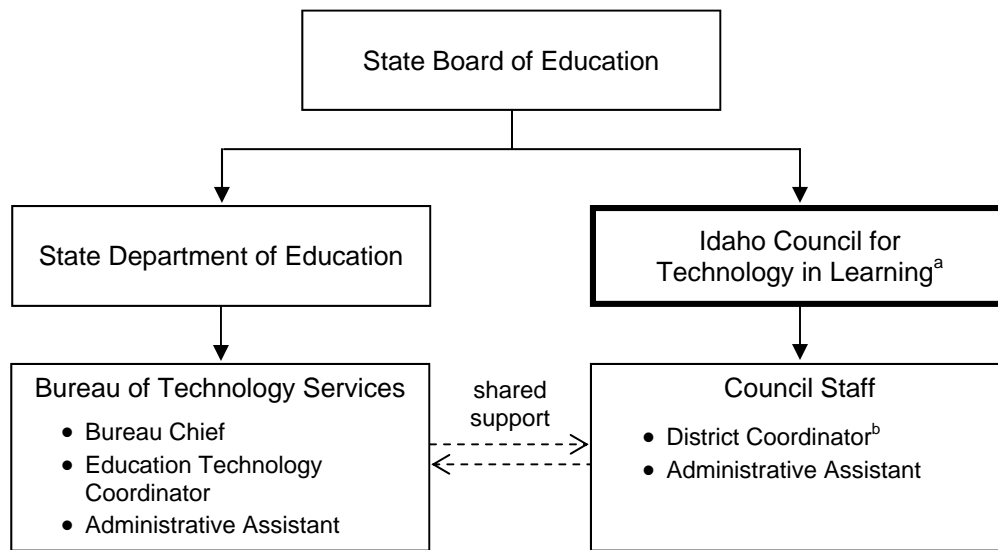 State Board of Education
State Department of Education
Idaho Council for
Technology in Learningᵃ
Bureau of Technology Services
• Bureau Chief
• Education Technology
Coordinator
• Administrative Assistant
shared
support
Council Staff
• District Coordinatorᵇ
• Administrative Assistant